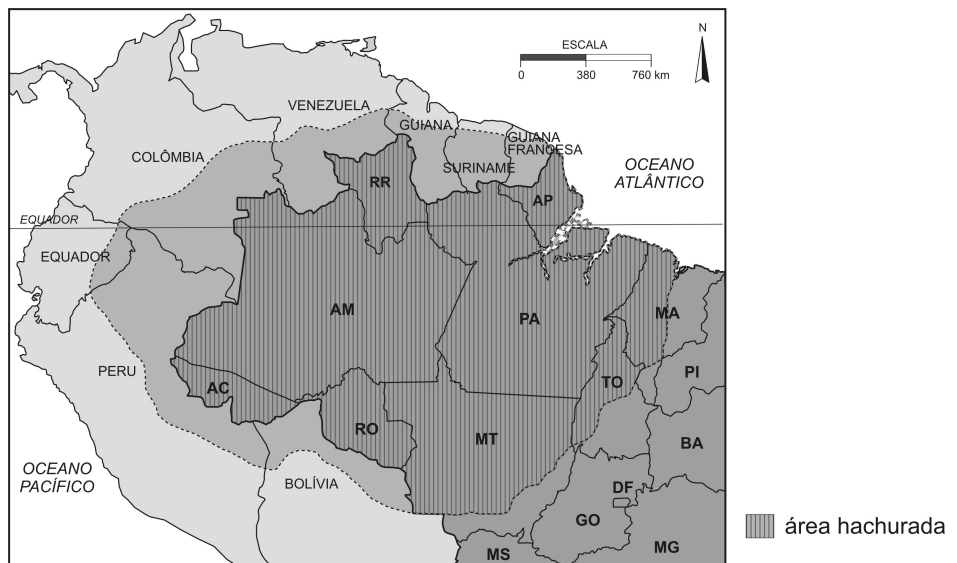 N
ESCALA
0 380 760 km
VENEZUELA
GUIANA
GUIANA
FRANCESA
COLÔMBIA
SURINAME
OCEANO
ATLÂNTICO
RR
AP
EQUADOR
EQUADOR
AM
PA
MA
PERU
AC
TO
PI
RO
MT
BA
OCEANO
PACÍFICO
BOLÍVIA
DF
GO
MS
MG
área hachurada